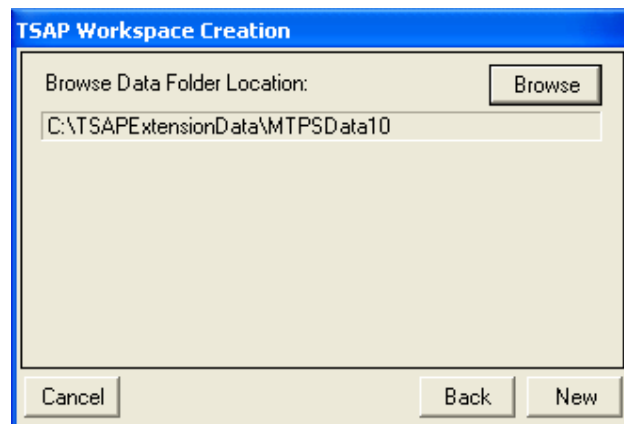 TSAP Workspace Creation
Browse Data Folder Location:
Browse
C:\TSAPExtensionData\MTPSData10
Cancel
Back
New